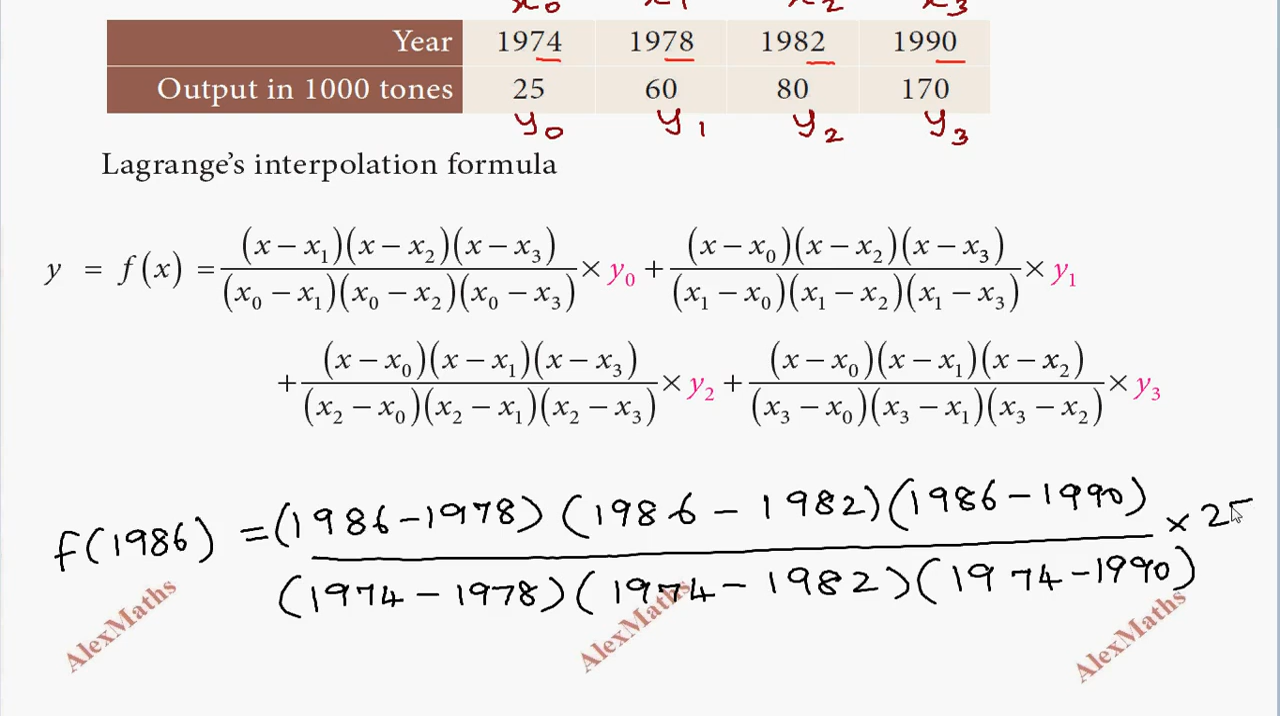 x₀ x₁ x₂ x₃
Year 1974 1978 1982 1990
Output in 1000 tones 25 60 80 170
y₀ y₁ y₂ y₃
Lagrange's interpolation formula
y = f(x) = (x − x₁)(x − x₂)(x − x₃) / (x₀ − x₁)(x₀ − x₂)(x₀ − x₃) × y₀ + (x − x₀)(x − x₂)(x − x₃) / (x₁ − x₀)(x₁ − x₂)(x₁ − x₃) × y₁
+ (x − x₀)(x − x₁)(x − x₃) / (x₂ − x₀)(x₂ − x₁)(x₂ − x₃) × y₂ + (x − x₀)(x − x₁)(x − x₂) / (x₃ − x₀)(x₃ − x₁)(x₃ − x₂) × y₃
f(1986) = (1986 − 1978)(1986 − 1982)(1986 − 1990) / (1974 − 1978)(1974 − 1982)(1974 − 1990) × 25
AlexMaths AlexMaths AlexMaths